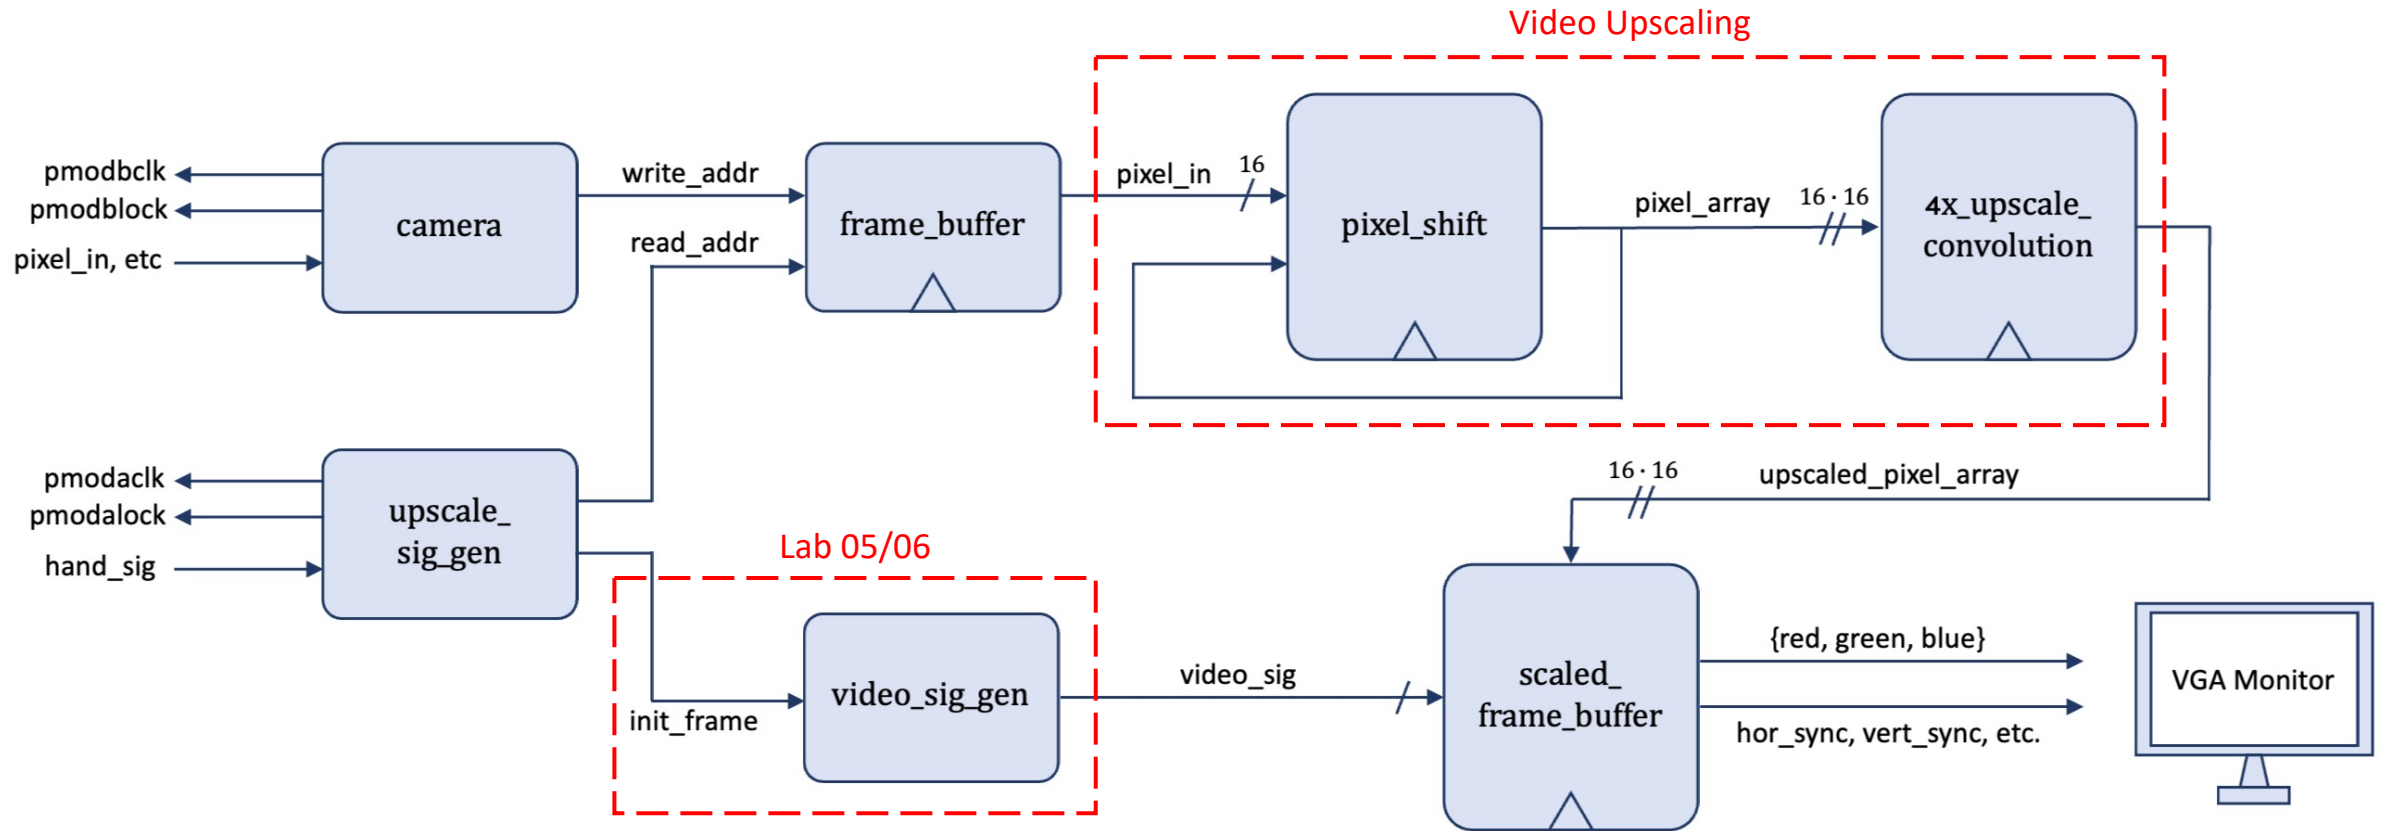 Video Upscaling
pmodbclk
pmodblock
pixel_in, etc
camera
write_addr
read_addr
frame_buffer
pixel_in
16
pixel_shift
pixel_array
16 · 16
4x_upscale_
convolution
pmodaclk
pmodalock
hand_sig
upscale_
sig_gen
Lab 05/06
init_frame
video_sig_gen
video_sig
16 · 16
upscaled_pixel_array
scaled_
frame_buffer
{red, green, blue}
hor_sync, vert_sync, etc.
VGA Monitor